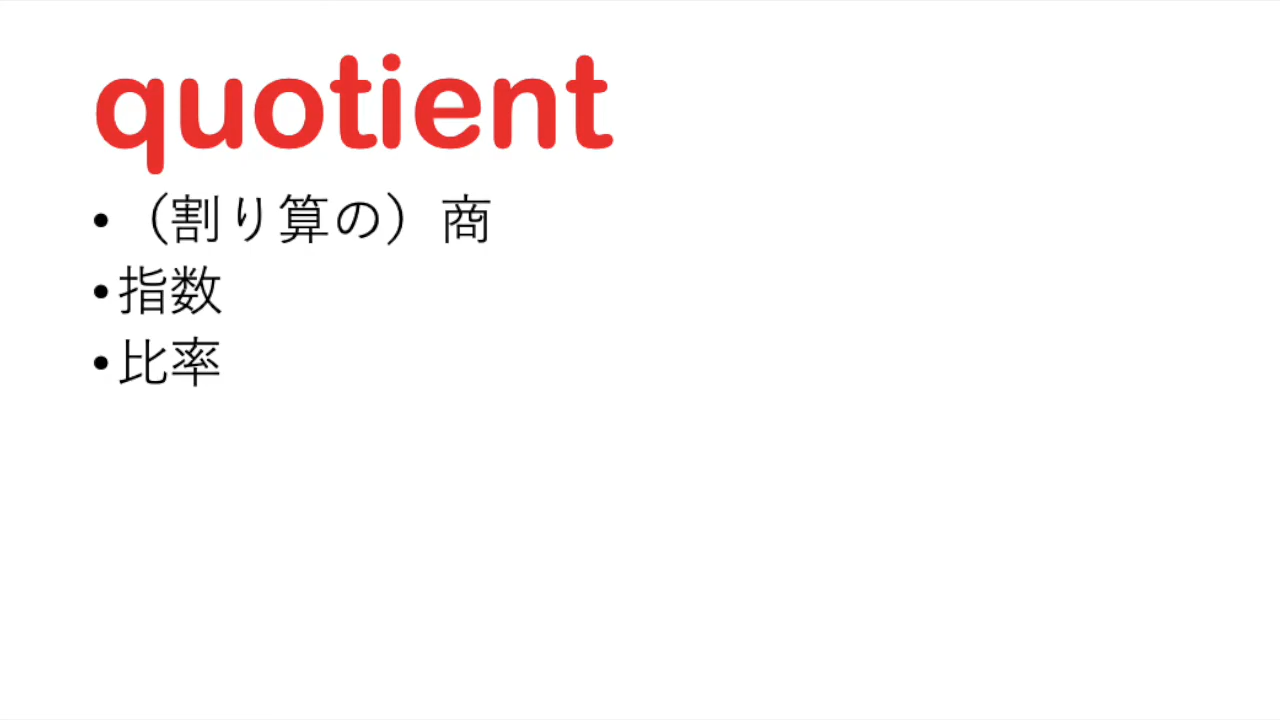 quotient
•（割り算の）商
•指数
•比率